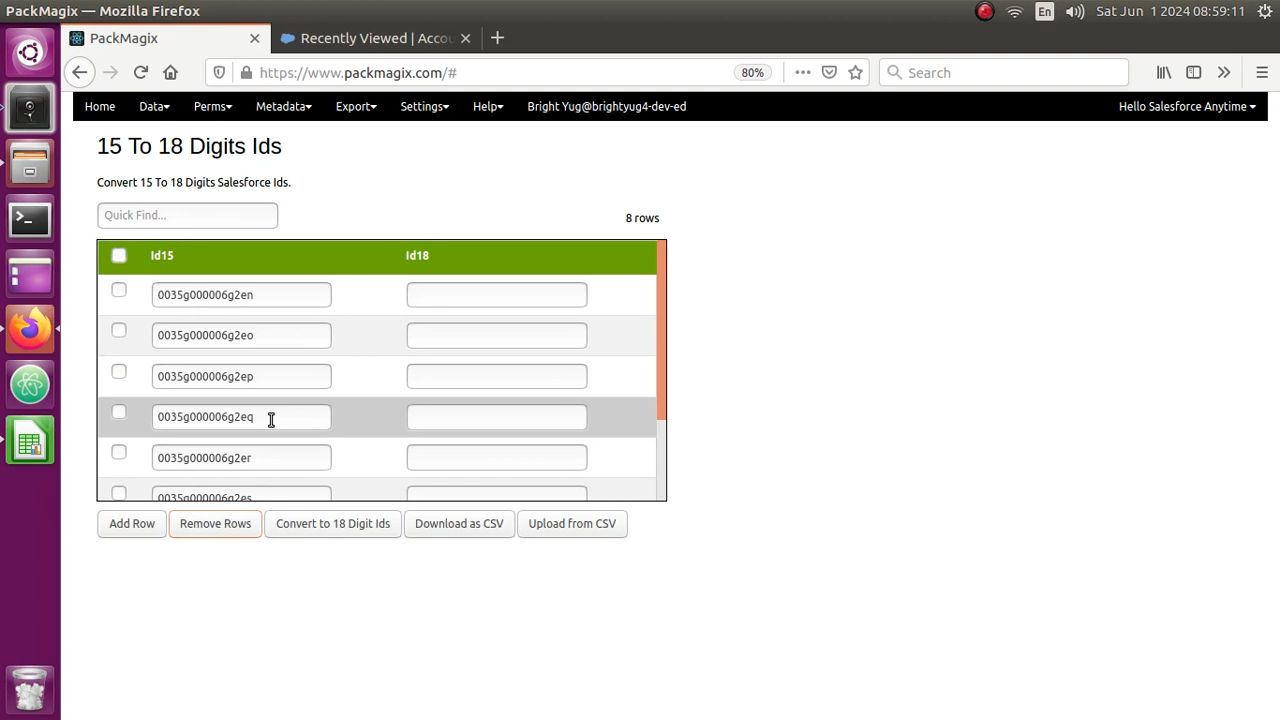 PackMagix — Mozilla Firefox
En
Sat Jun 1 2024 08:59:11
PackMagix
Recently Viewed | Accou
https://www.packmagix.com/#
80%
Search
Home
Data
Perms
Metadata
Export
Settings
Help
Bright Yug@brightyug4-dev-ed
Hello Salesforce Anytime
15 To 18 Digits Ids
Convert 15 To 18 Digits Salesforce Ids.
Quick Find...
8 rows
Id15
Id18
0035g000006g2en
0035g000006g2eo
0035g000006g2ep
0035g000006g2eq
0035g000006g2er
0035g000006g2es
Add Row
Remove Rows
Convert to 18 Digit Ids
Download as CSV
Upload from CSV